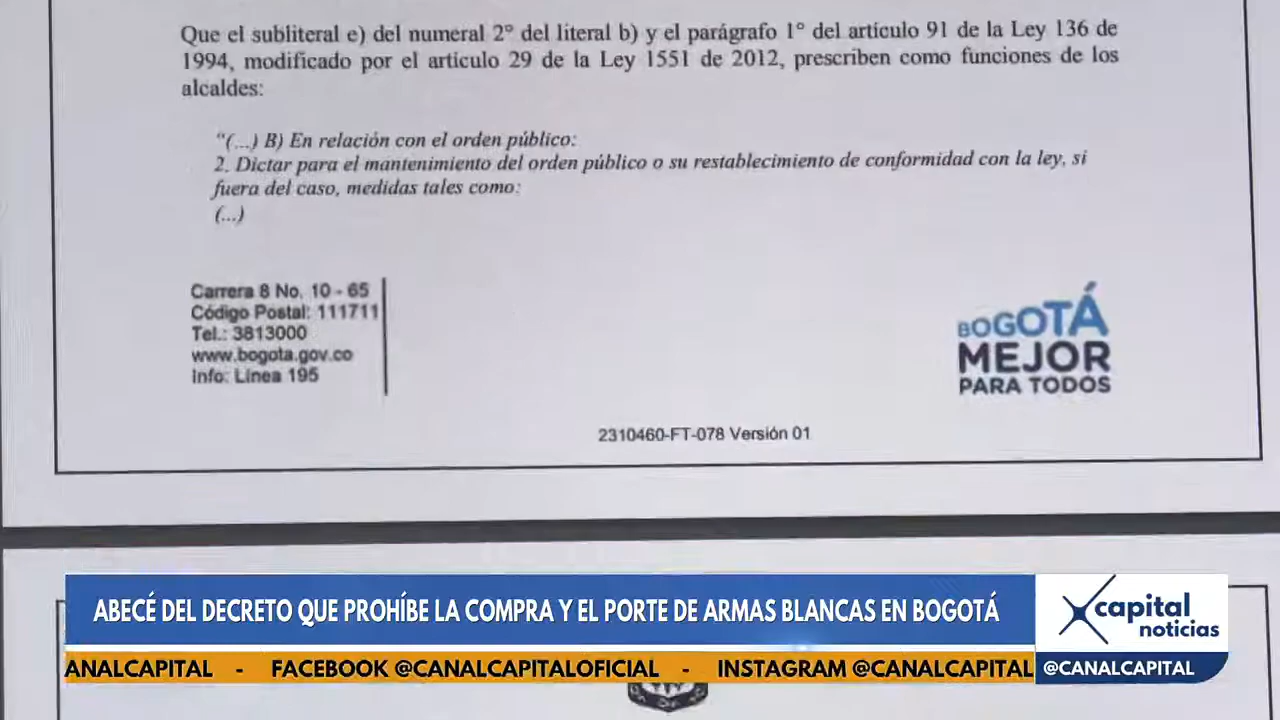 Que el subliteral e) del numeral 2° del literal b) y el parágrafo 1° del artículo 91 de la Ley 136 de
1994, modificado por el artículo 29 de la Ley 1551 de 2012, prescriben como funciones de los
alcaldes:
"(...) B) En relación con el orden público:
2. Dictar para el mantenimiento del orden público o su restablecimiento de conformidad con la ley, si
fuera del caso, medidas tales como:
(...)
Carrera 8 No. 10 - 65
Código Postal: 111711
Tel.: 3813000
www.bogota.gov.co
Info: Línea 195
BOGOTÁ
MEJOR
PARA TODOS
2310460-FT-078 Versión 01
ABECÉ DEL DECRETO QUE PROHÍBE LA COMPRA Y EL PORTE DE ARMAS BLANCAS EN BOGOTÁ
capital
noticias
ANALCAPITAL - FACEBOOK @CANALCAPITALOFICIAL - INSTAGRAM @CANALCAPITAL
@CANALCAPITAL